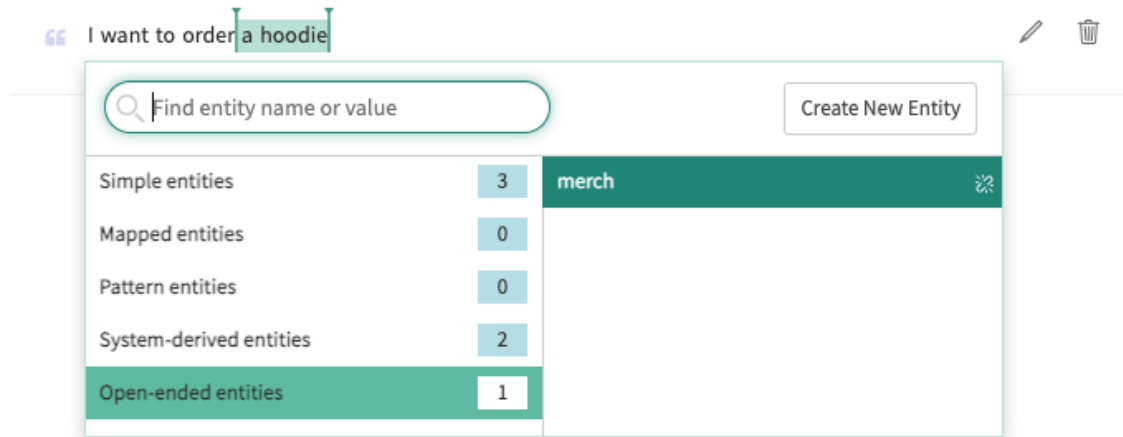 I want to order a hoodie
Find entity name or value
Create New Entity
Simple entities 3
merch
Mapped entities 0
Pattern entities 0
System-derived entities 2
Open-ended entities 1